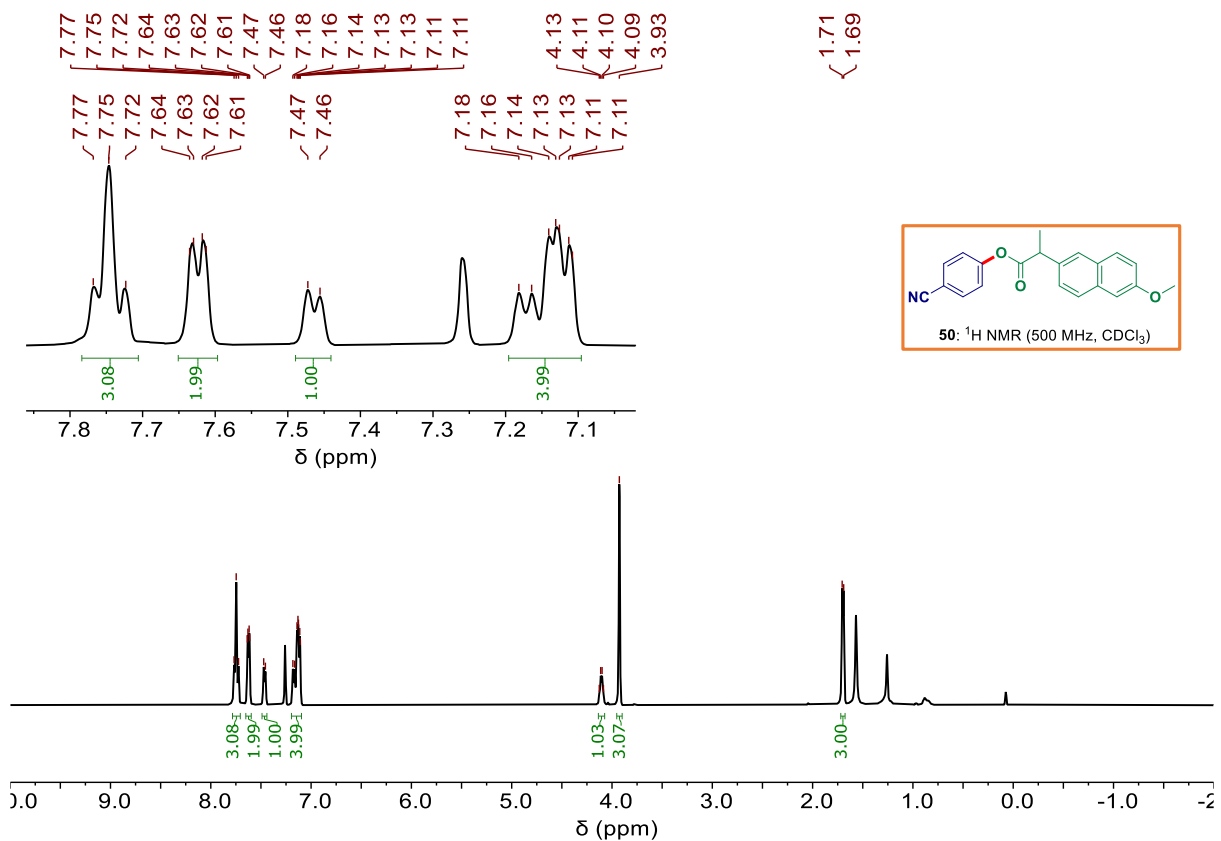 7.77 7.75 7.72 7.64 7.63 7.62 7.61 7.47 7.46 7.18 7.16 7.14 7.13 7.13 7.11 7.11 4.13 4.11 4.10 4.09 3.93 1.71 1.69
7.77 7.75 7.72 7.64 7.63 7.62 7.61 7.47 7.46 7.18 7.16 7.14 7.13 7.13 7.11 7.11
O
O
NC
O
50: ¹H NMR (500 MHz, CDCl₃)
3.08 1.99 1.00 3.99
7.8 7.7 7.6 7.5 7.4 7.3 7.2 7.1
δ (ppm)
3.08 1.99 1.00 3.99 1.03 3.07 3.00
0.0 9.0 8.0 7.0 6.0 5.0 4.0 3.0 2.0 1.0 0.0 -1.0 -2
δ (ppm)